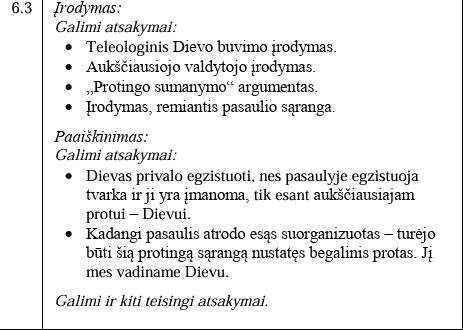 6.3 Įrodymas:
Galimi atsakymai:
• Teleologinis Dievo buvimo įrodymas.
• Aukščiausiojo valdytojo įrodymas.
• „Protingo sumanymo“ argumentas.
• Įrodymas, remiantis pasaulio sąranga.
Paaiškinimas:
Galimi atsakymai:
• Dievas privalo egzistuoti, nes pasaulyje egzistuoja
tvarka ir ji yra įmanoma, tik esant aukščiausiajam
protui – Dievui.
• Kadangi pasaulis atrodo esąs suorganizuotas – turėjo
būti šią protingą sąrangą nustatęs begalinis protas. Jį
mes vadiname Dievu.
Galimi ir kiti teisingi atsakymai.